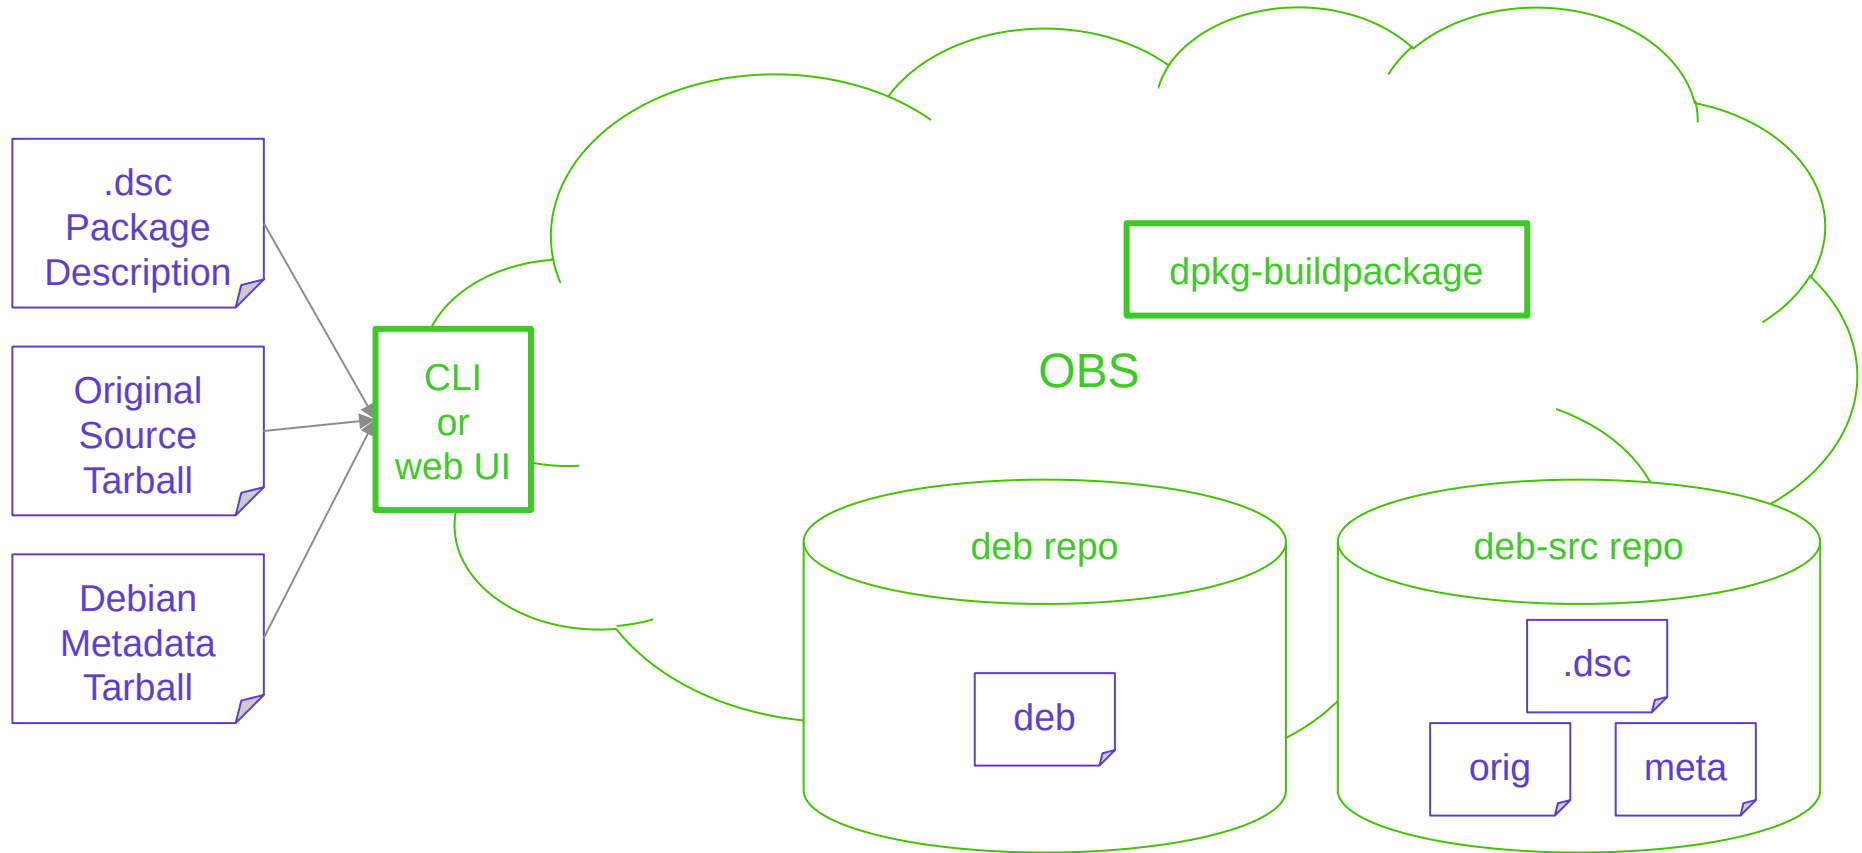 .dsc
Package
Description
Original
Source
Tarball
Debian
Metadata
Tarball
CLI
or
web UI
dpkg-buildpackage
OBS
deb repo
deb
deb-src repo
.dsc
orig
meta